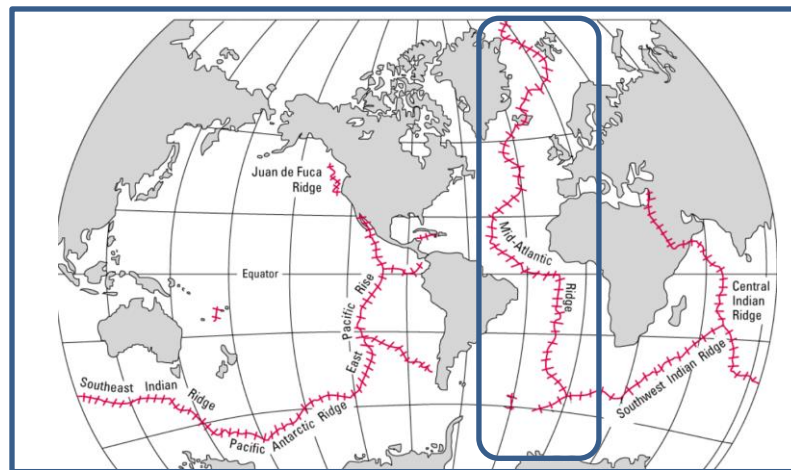 Juan de Fuca
Ridge
Mid-Atlantic
Ridge
Equator
Central
Indian
Ridge
East Pacific Rise
Southeast Indian Ridge
Pacific Antarctic Ridge
Southwest Indian Ridge